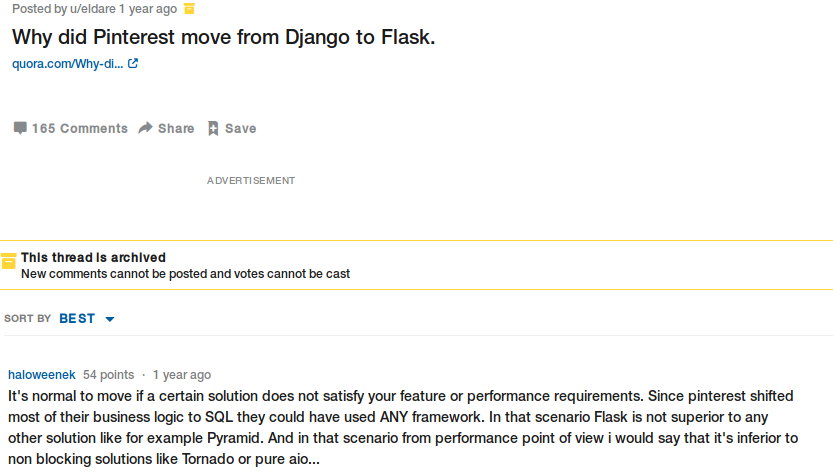 Posted by u/eldare 1 year ago
Why did Pinterest move from Django to Flask.
quora.com/Why-di...
165 Comments Share Save
ADVERTISEMENT
This thread is archived
New comments cannot be posted and votes cannot be cast
SORT BY BEST
haloweenek 54 points · 1 year ago
It's normal to move if a certain solution does not satisfy your feature or performance requirements. Since pinterest shifted
most of their business logic to SQL they could have used ANY framework. In that scenario Flask is not superior to any
other solution like for example Pyramid. And in that scenario from performance point of view i would say that it's inferior to
non blocking solutions like Tornado or pure aio...